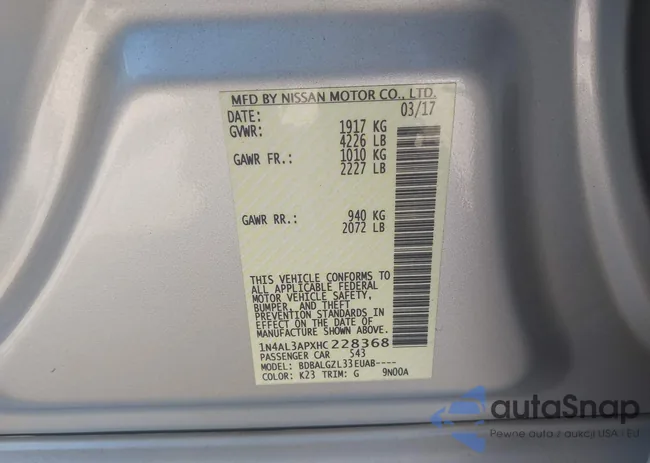 MFD BY NISSAN MOTOR CO., LTD.
DATE: 03/17
GVWR: 1917 KG
4226 LB
GAWR FR.: 1010 KG
2227 LB
GAWR RR.: 940 KG
2072 LB
THIS VEHICLE CONFORMS TO
ALL APPLICABLE FEDERAL
MOTOR VEHICLE SAFETY,
BUMPER, AND THEFT
PREVENTION STANDARDS IN
EFFECT ON THE DATE OF
MANUFACTURE SHOWN ABOVE.
1N4AL3APXHC228368
PASSENGER CAR 543
MODEL: BDBALGZL33EUAB----
COLOR: K23 TRIM: G 9N00A
autaSnap
Pewne auta z aukcji USA i EU